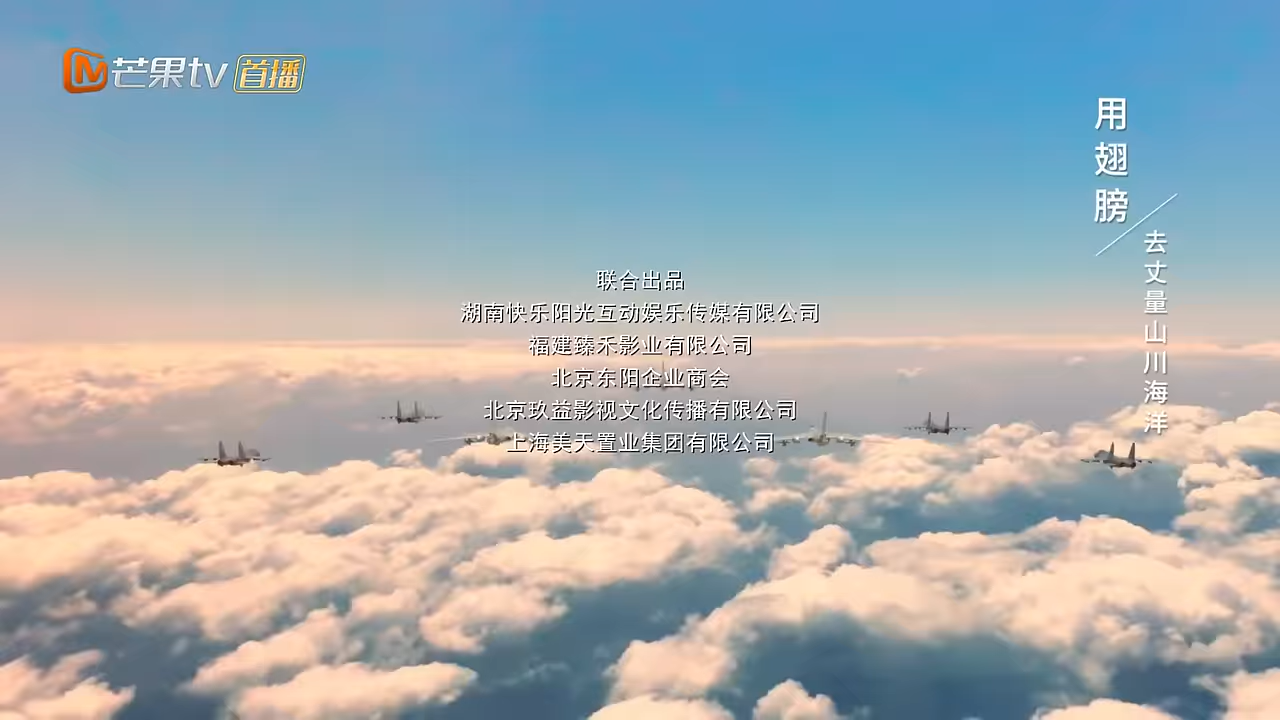 芒果tv 首播
用翅膀
去丈量山川海洋
联合出品
湖南快乐阳光互动娱乐传媒有限公司
福建臻禾影业有限公司
北京东阳企业商会
北京玖益影视文化传播有限公司
上海美天置业集团有限公司